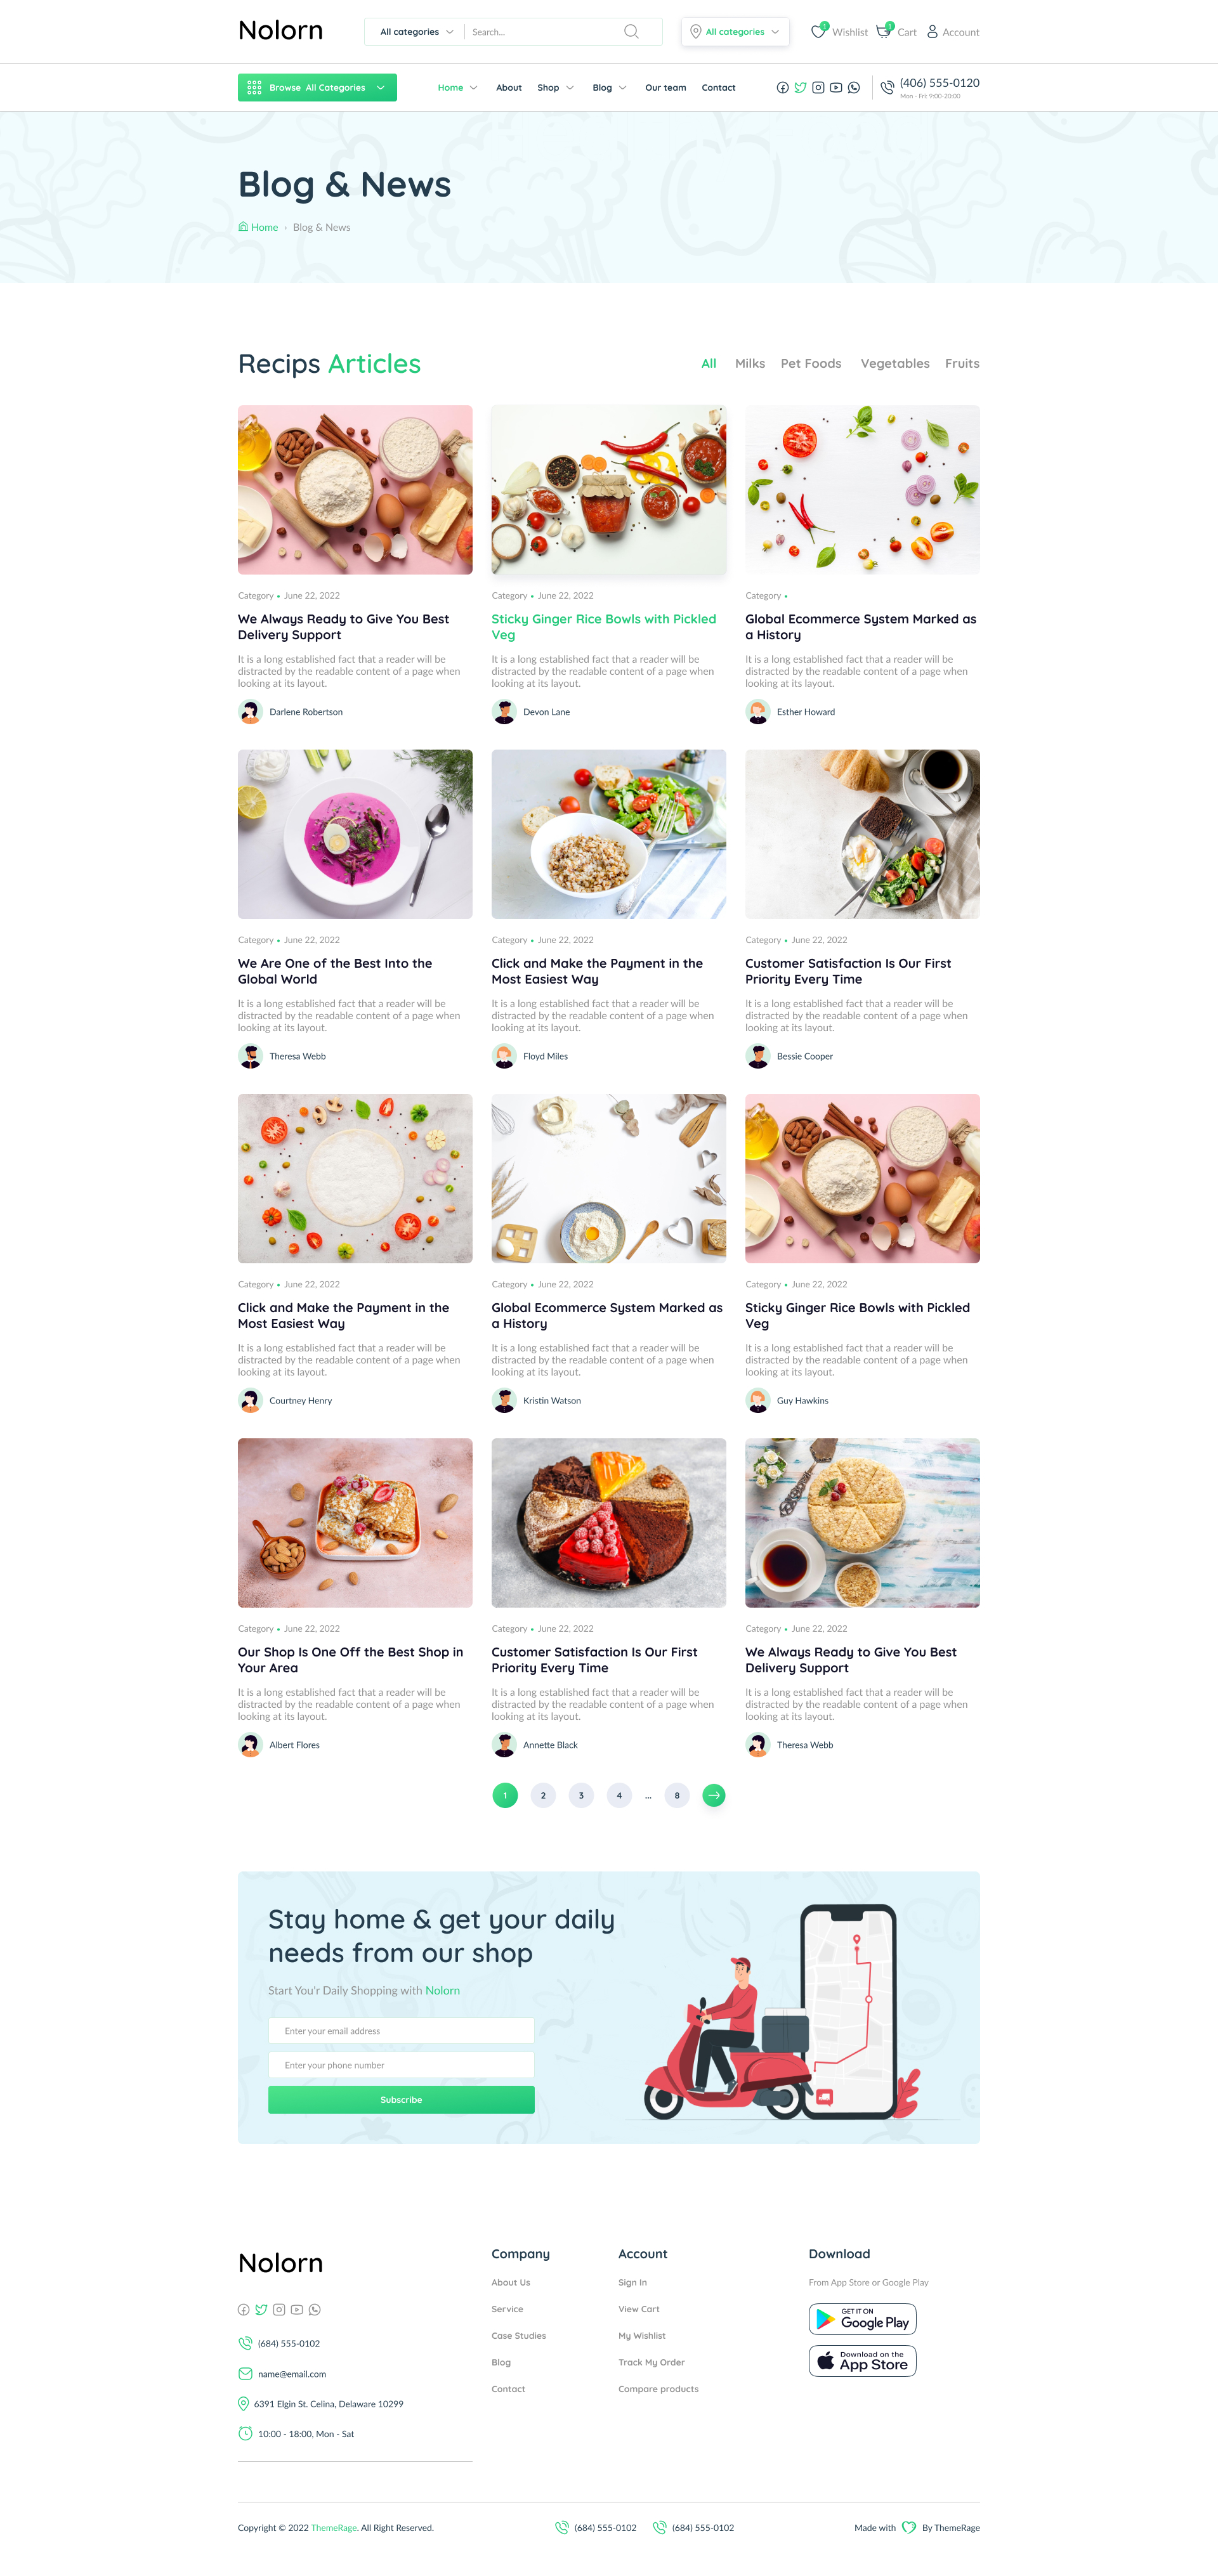 Nolorn
All categories
Search...
All categories
1
Wishlist
1
Cart
Account
Browse All Categories
Home
About
Shop
Blog
Our team
Contact
(406) 555-0120
Mon - Fri: 9:00-20:00
Blog & News
Home › Blog & News
Recips Articles
All
Milks
Pet Foods
Vegetables
Fruits
Category • June 22, 2022
We Always Ready to Give You Best
Delivery Support
It is a long established fact that a reader will be
distracted by the readable content of a page when
looking at its layout.
Darlene Robertson
Category • June 22, 2022
Sticky Ginger Rice Bowls with Pickled
Veg
It is a long established fact that a reader will be
distracted by the readable content of a page when
looking at its layout.
Devon Lane
Category •
Global Ecommerce System Marked as
a History
It is a long established fact that a reader will be
distracted by the readable content of a page when
looking at its layout.
Esther Howard
Category • June 22, 2022
We Are One of the Best Into the
Global World
It is a long established fact that a reader will be
distracted by the readable content of a page when
looking at its layout.
Theresa Webb
Category • June 22, 2022
Click and Make the Payment in the
Most Easiest Way
It is a long established fact that a reader will be
distracted by the readable content of a page when
looking at its layout.
Floyd Miles
Category • June 22, 2022
Customer Satisfaction Is Our First
Priority Every Time
It is a long established fact that a reader will be
distracted by the readable content of a page when
looking at its layout.
Bessie Cooper
Category • June 22, 2022
Click and Make the Payment in the
Most Easiest Way
It is a long established fact that a reader will be
distracted by the readable content of a page when
looking at its layout.
Courtney Henry
Category • June 22, 2022
Global Ecommerce System Marked as
a History
It is a long established fact that a reader will be
distracted by the readable content of a page when
looking at its layout.
Kristin Watson
Category • June 22, 2022
Sticky Ginger Rice Bowls with Pickled
Veg
It is a long established fact that a reader will be
distracted by the readable content of a page when
looking at its layout.
Guy Hawkins
Category • June 22, 2022
Our Shop Is One Off the Best Shop in
Your Area
It is a long established fact that a reader will be
distracted by the readable content of a page when
looking at its layout.
Albert Flores
Category • June 22, 2022
Customer Satisfaction Is Our First
Priority Every Time
It is a long established fact that a reader will be
distracted by the readable content of a page when
looking at its layout.
Annette Black
Category • June 22, 2022
We Always Ready to Give You Best
Delivery Support
It is a long established fact that a reader will be
distracted by the readable content of a page when
looking at its layout.
Theresa Webb
1 2 3 4 ... 8
Stay home & get your daily
needs from our shop
Start You'r Daily Shopping with Nolorn
Enter your email address
Enter your phone number
Subscribe
Nolorn
(684) 555-0102
name@email.com
6391 Elgin St. Celina, Delaware 10299
10:00 - 18:00, Mon - Sat
Company
About Us
Service
Case Studies
Blog
Contact
Account
Sign In
View Cart
My Wishlist
Track My Order
Compare products
Download
From App Store or Google Play
GET IT ON
Google Play
Download on the
App Store
Copyright © 2022 ThemeRage. All Right Reserved.
(684) 555-0102
(684) 555-0102
Made with
By ThemeRage